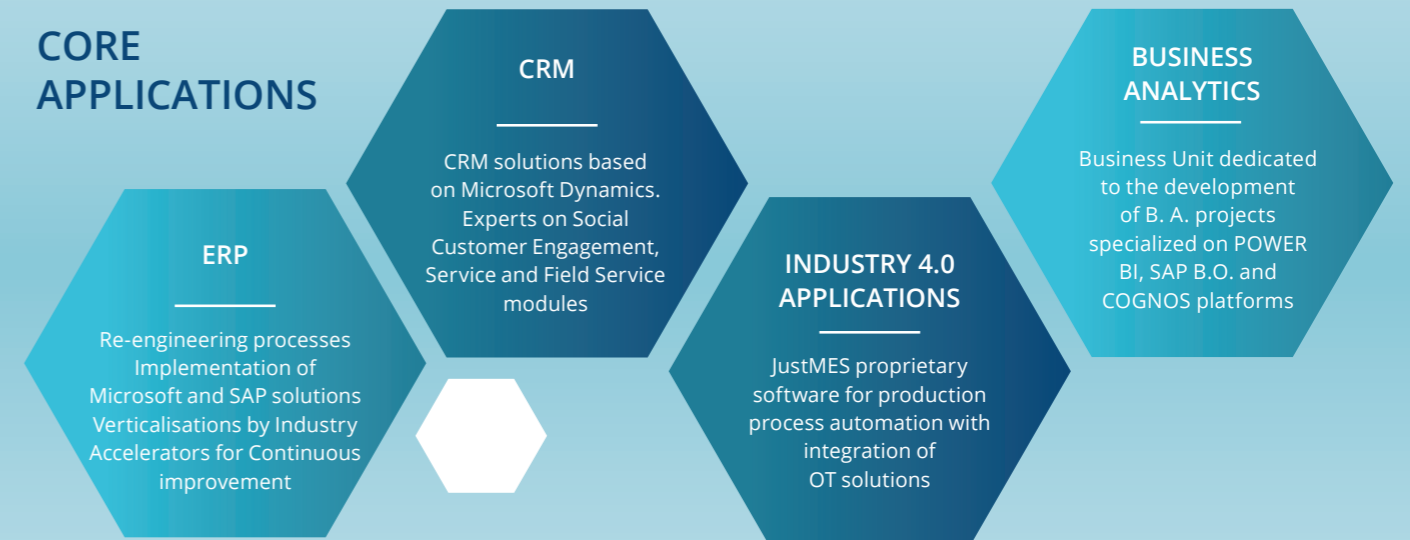 CORE
APPLICATIONS
ERP
Re-engineering processes
Implementation of
Microsoft and SAP solutions
Verticalisations by Industry
Accelerators for Continuous
improvement
CRM
CRM solutions based
on Microsoft Dynamics.
Experts on Social
Customer Engagement,
Service and Field Service
modules
INDUSTRY 4.0
APPLICATIONS
JustMES proprietary
software for production
process automation with
integration of
OT solutions
BUSINESS
ANALYTICS
Business Unit dedicated
to the development
of B. A. projects
specialized on POWER
BI, SAP B.O. and
COGNOS platforms